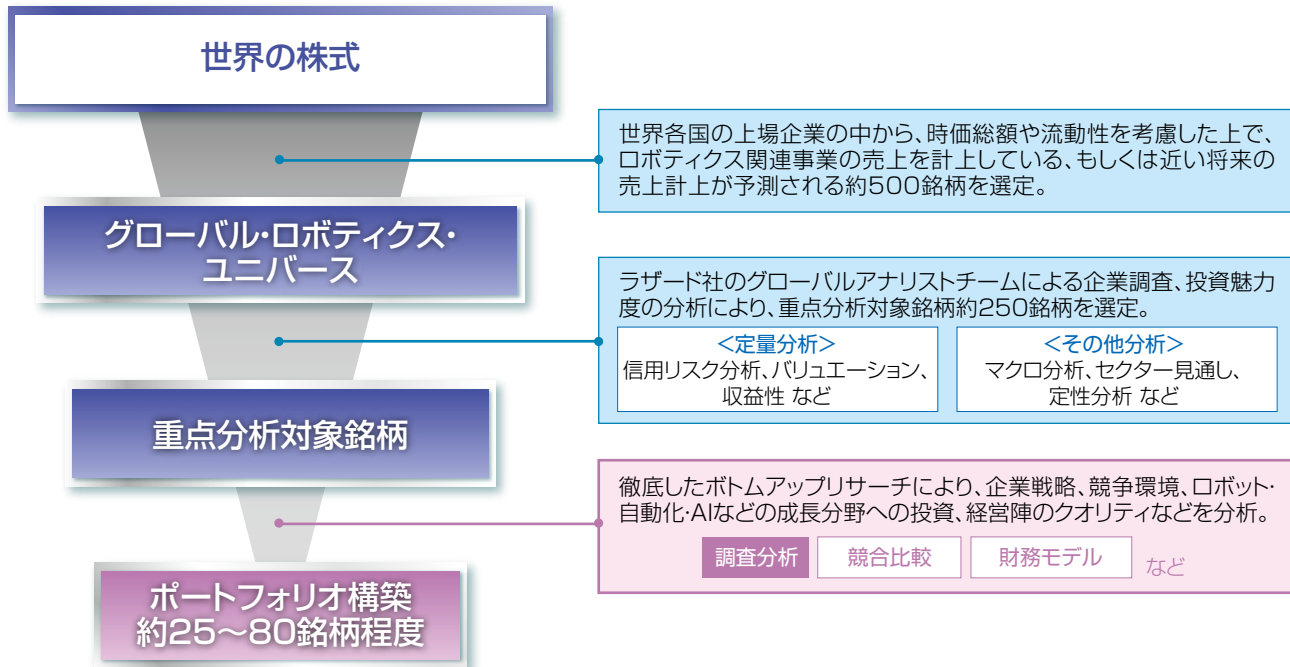 世界の株式
世界各国の上場企業の中から、時価総額や流動性を考慮した上で、
ロボティクス関連事業の売上を計上している、もしくは近い将来の
売上計上が予測される約500銘柄を選定。
グローバル・ロボティクス・
ユニバース
ラザード社のグローバルアナリストチームによる企業調査、投資魅力
度の分析により、重点分析対象銘柄約250銘柄を選定。
<定量分析>
信用リスク分析、バリュエーション、
収益性 など
<その他分析>
マクロ分析、セクター見通し、
定性分析 など
重点分析対象銘柄
徹底したボトムアップリサーチにより、企業戦略、競争環境、ロボット・
自動化・AIなどの成長分野への投資、経営陣のクオリティなどを分析。
調査分析
競合比較
財務モデル
など
ポートフォリオ構築
約25～80銘柄程度